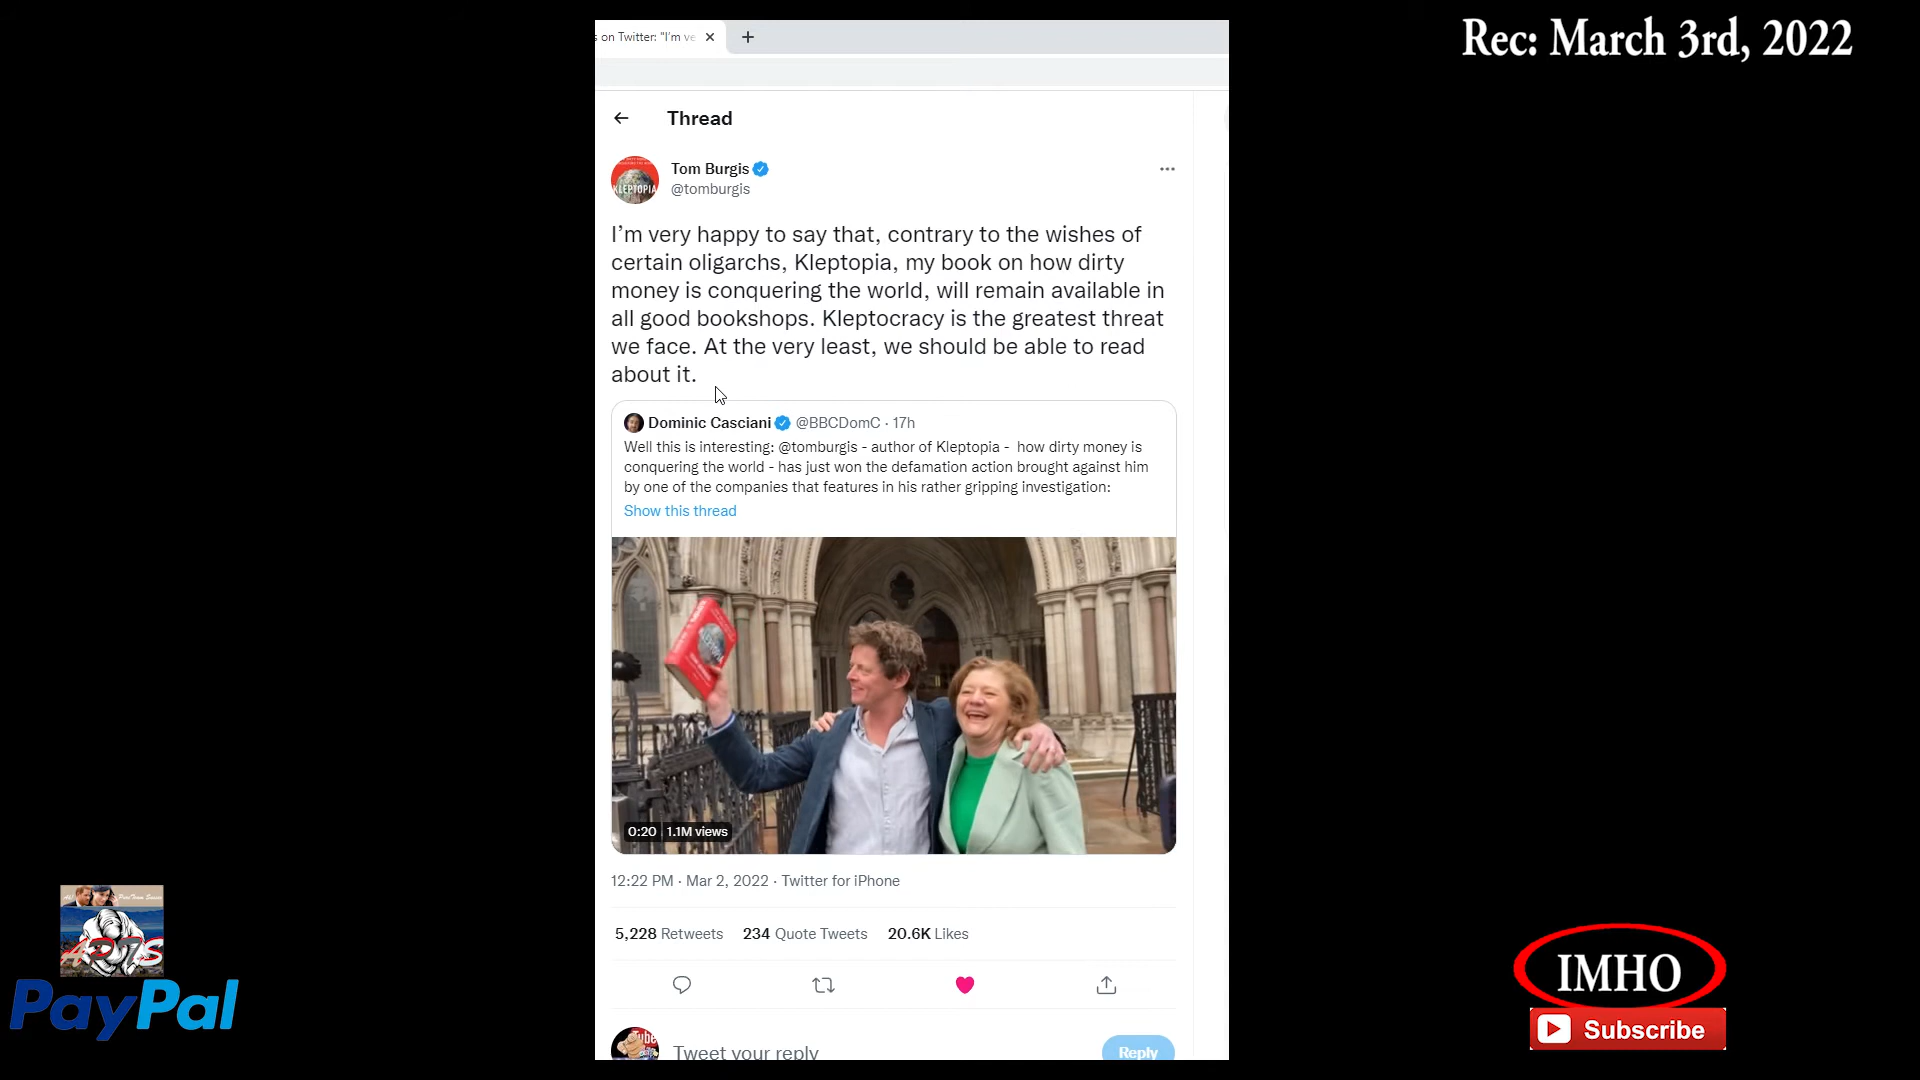 Rec: March 3rd, 2022
s on Twitter: "I'm ve
Thread
Tom Burgis
@tomburgis
I'm very happy to say that, contrary to the wishes of
certain oligarchs, Kleptopia, my book on how dirty
money is conquering the world, will remain available in
all good bookshops. Kleptocracy is the greatest threat
we face. At the very least, we should be able to read
about it.
Dominic Casciani @BBCDomC · 17h
Well this is interesting: @tomburgis - author of Kleptopia - how dirty money is
conquering the world - has just won the defamation action brought against him
by one of the companies that features in his rather gripping investigation:
Show this thread
0:20 1.1M views
12:22 PM · Mar 2, 2022 · Twitter for iPhone
5,228 Retweets 234 Quote Tweets 20.6K Likes
Tweet your reply
Reply
KLEPTOPIA
PayPal
IMHO
Subscribe